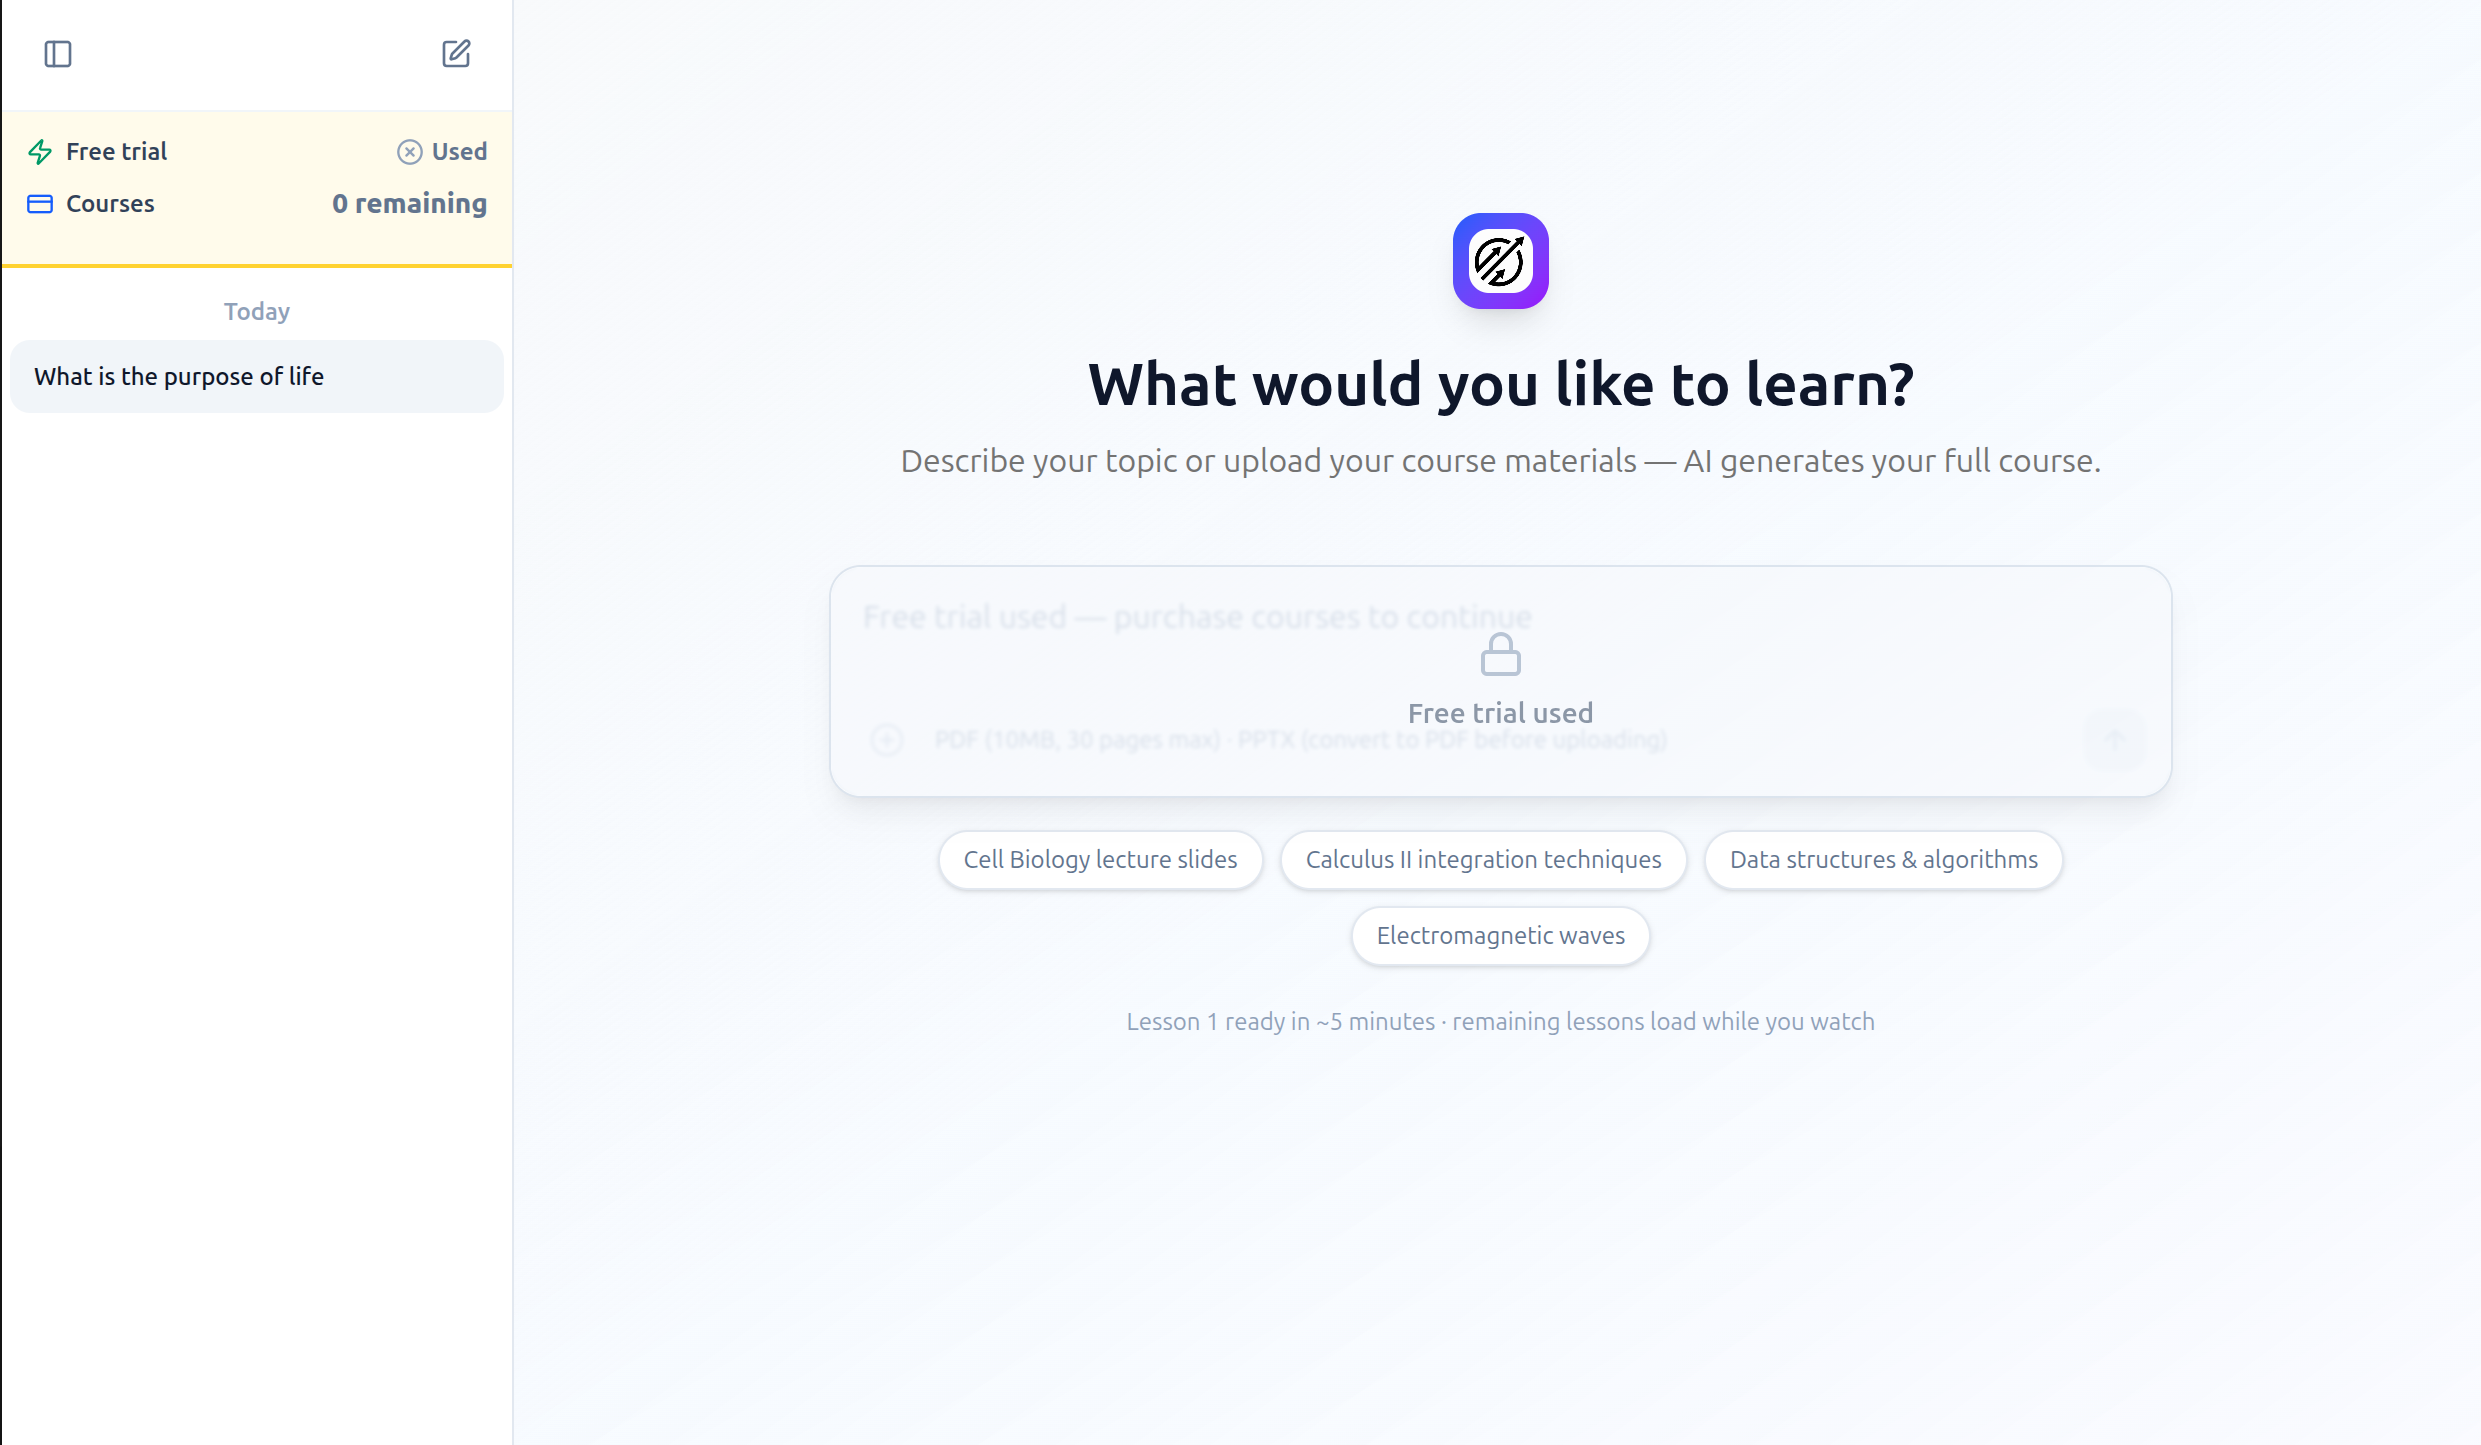 Free trial
Used
Courses
0 remaining
Today
What is the purpose of life
What would you like to learn?
Describe your topic or upload your course materials — AI generates your full course.
Free trial used — purchase courses to continue
Free trial used
PDF (10MB, 30 pages max) · PPTX (convert to PDF before uploading)
Cell Biology lecture slides
Calculus II integration techniques
Data structures & algorithms
Electromagnetic waves
Lesson 1 ready in ~5 minutes · remaining lessons load while you watch